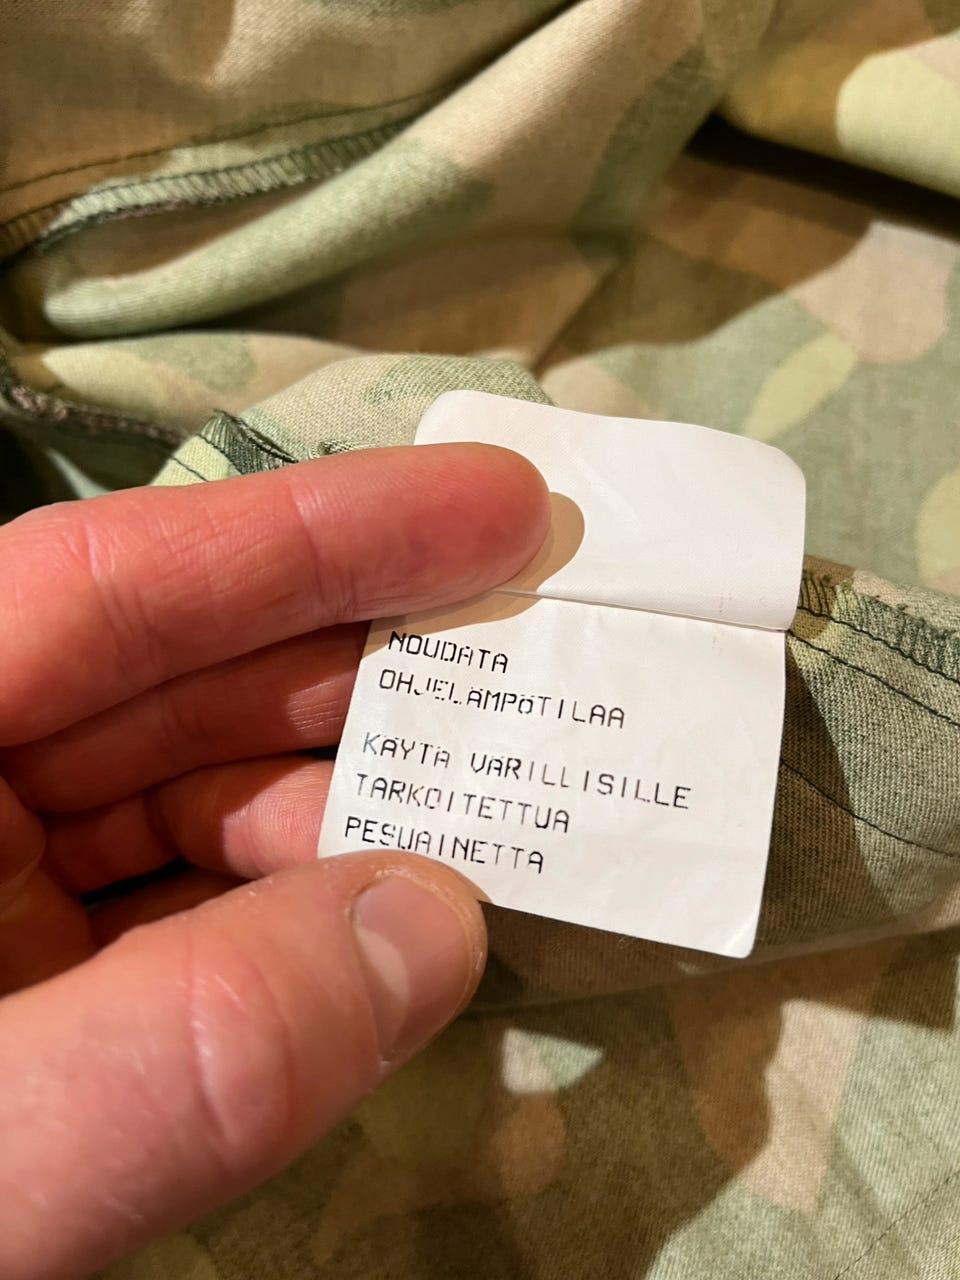 NOUDATA
OHJELÄMPÖTILAA
KÄYTÄ VÄRILLISILLE
TARKOITETTUA
PESUAINETTA